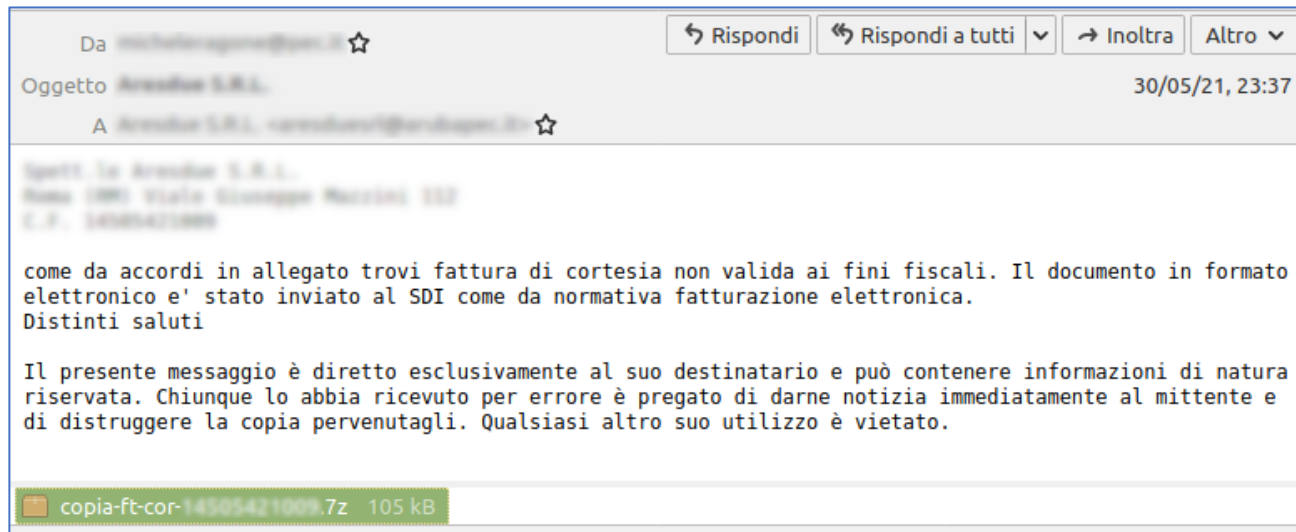 Da
Rispondi Rispondi a tutti Inoltra Altro
Oggetto
30/05/21, 23:37
A
come da accordi in allegato trovi fattura di cortesia non valida ai fini fiscali. Il documento in formato
elettronico e' stato inviato al SDI come da normativa fatturazione elettronica.
Distinti saluti
Il presente messaggio è diretto esclusivamente al suo destinatario e può contenere informazioni di natura
riservata. Chiunque lo abbia ricevuto per errore è pregato di darne notizia immediatamente al mittente e
di distruggere la copia pervenutagli. Qualsiasi altro suo utilizzo è vietato.
copia-ft-cor- .7z 105 kB